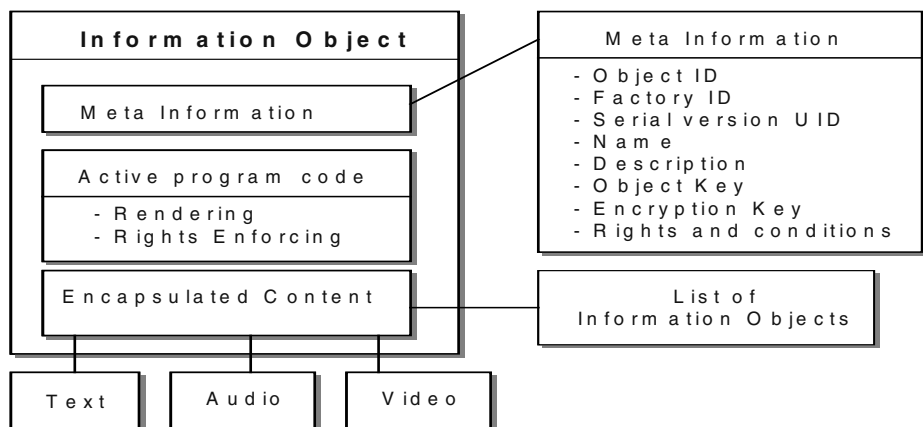 Information Object
Meta Information
Active program code
- Rendering
- Rights Enforcing
Encapsulated Content
Text
Audio
Video
Meta Information
- Object ID
- Factory ID
- Serial version UID
- Name
- Description
- Object Key
- Encryption Key
- Rights and conditions
List of
Information Objects